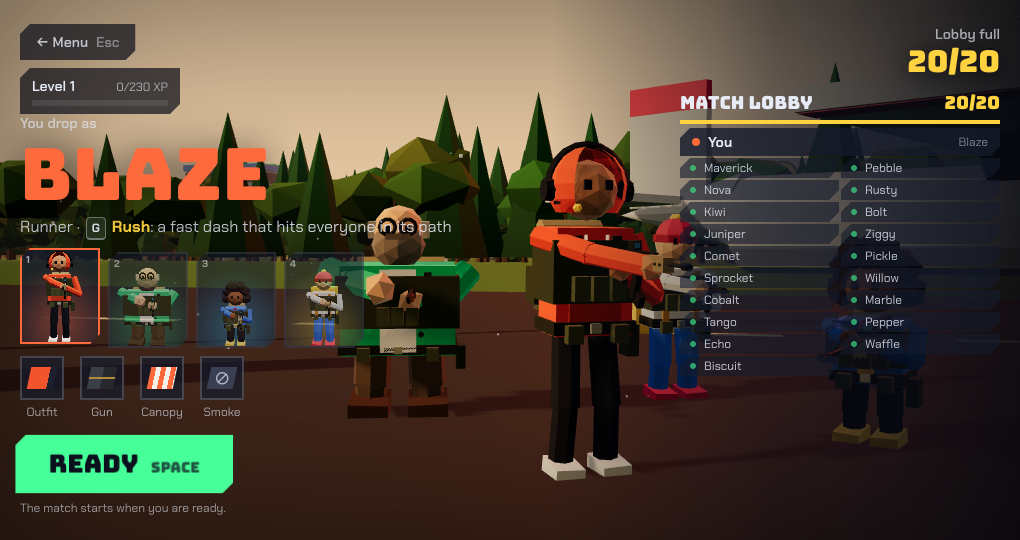 ← Menu Esc
Lobby full
20/20
Level 1 0/230 XP
MATCH LOBBY 20/20
You drop as
BLAZE
Runner · G Rush: a fast dash that hits everyone in its path
1
2
3
4
Outfit
Gun
Canopy
Smoke
READY SPACE
The match starts when you are ready.
You Blaze
Maverick Pebble
Nova Rusty
Kiwi Bolt
Juniper Ziggy
Comet Pickle
Sprocket Willow
Cobalt Marble
Tango Pepper
Echo Waffle
Biscuit